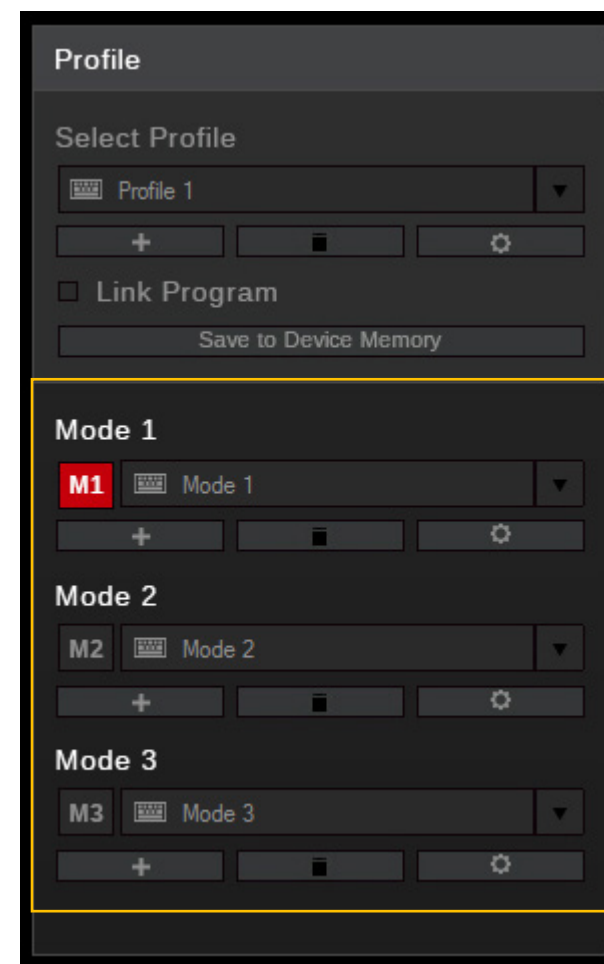 Profile
Select Profile
Profile 1
Link Program
Save to Device Memory
Mode 1
M1 Mode 1
Mode 2
M2 Mode 2
Mode 3
M3 Mode 3